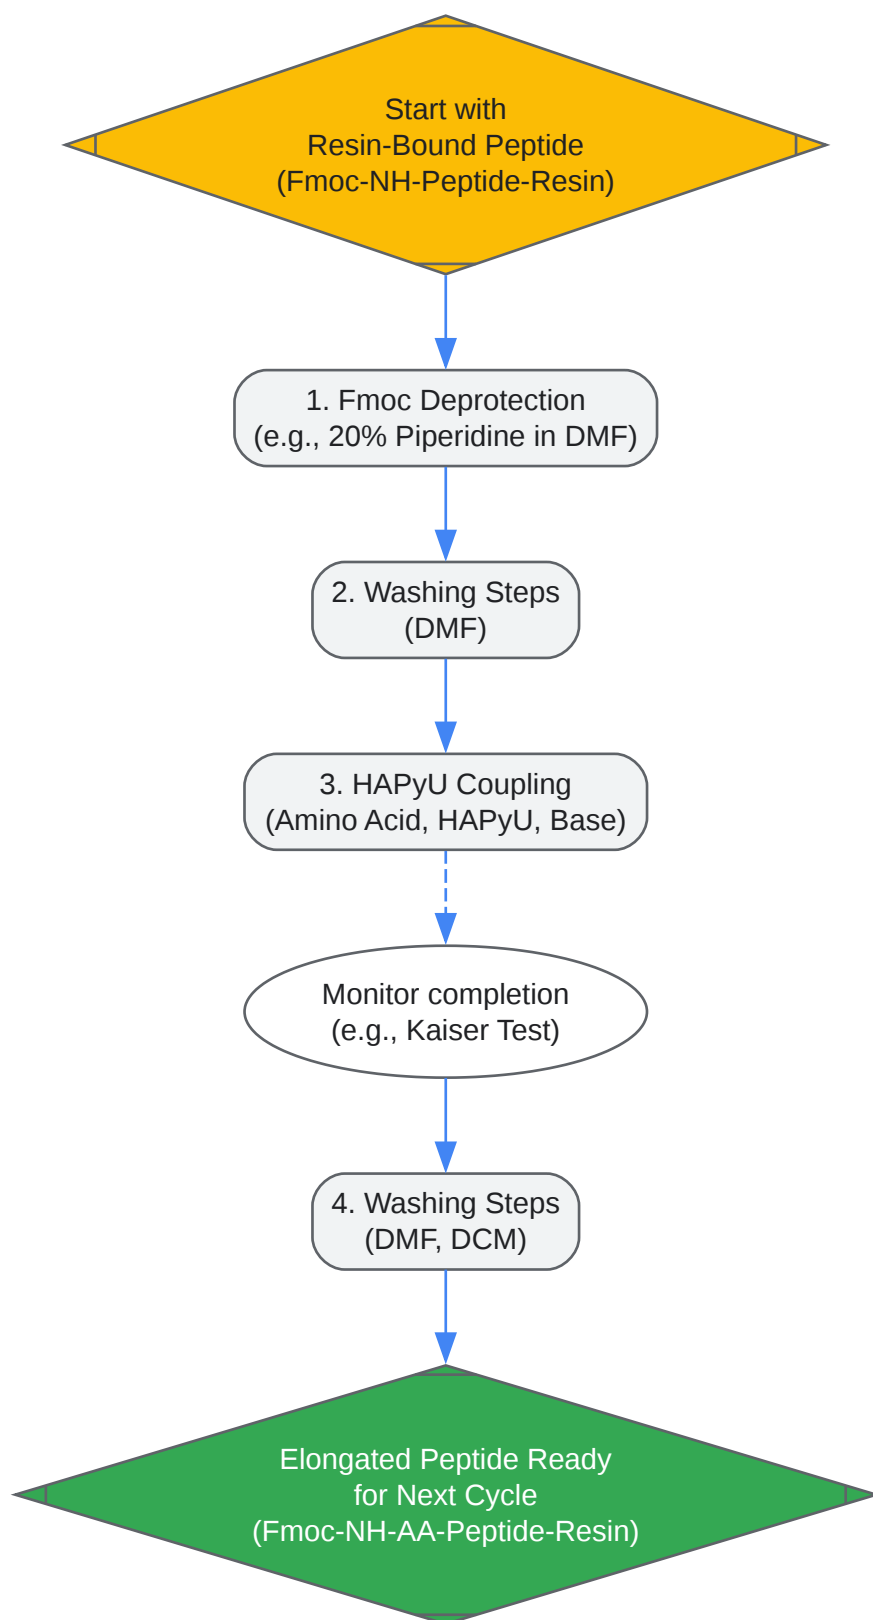 Start with
Resin-Bound Peptide
(Fmoc-NH-Peptide-Resin)
1. Fmoc Deprotection
(e.g., 20% Piperidine in DMF)
2. Washing Steps
(DMF)
3. HAPyU Coupling
(Amino Acid, HAPyU, Base)
Monitor completion
(e.g., Kaiser Test)
4. Washing Steps
(DMF, DCM)
Elongated Peptide Ready
for Next Cycle
(Fmoc-NH-AA-Peptide-Resin)